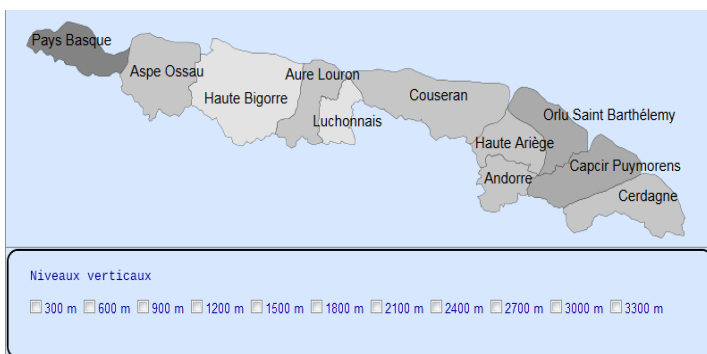 Pays Basque
Aspe Ossau
Haute Bigorre
Aure Louron
Luchonnais
Couseran
Orlu Saint Barthélemy
Haute Ariège
Capcir Puymorens
Andorre
Cerdagne
Niveaux verticaux
300 m 600 m 900 m 1200 m 1500 m 1800 m 2100 m 2400 m 2700 m 3000 m 3300 m